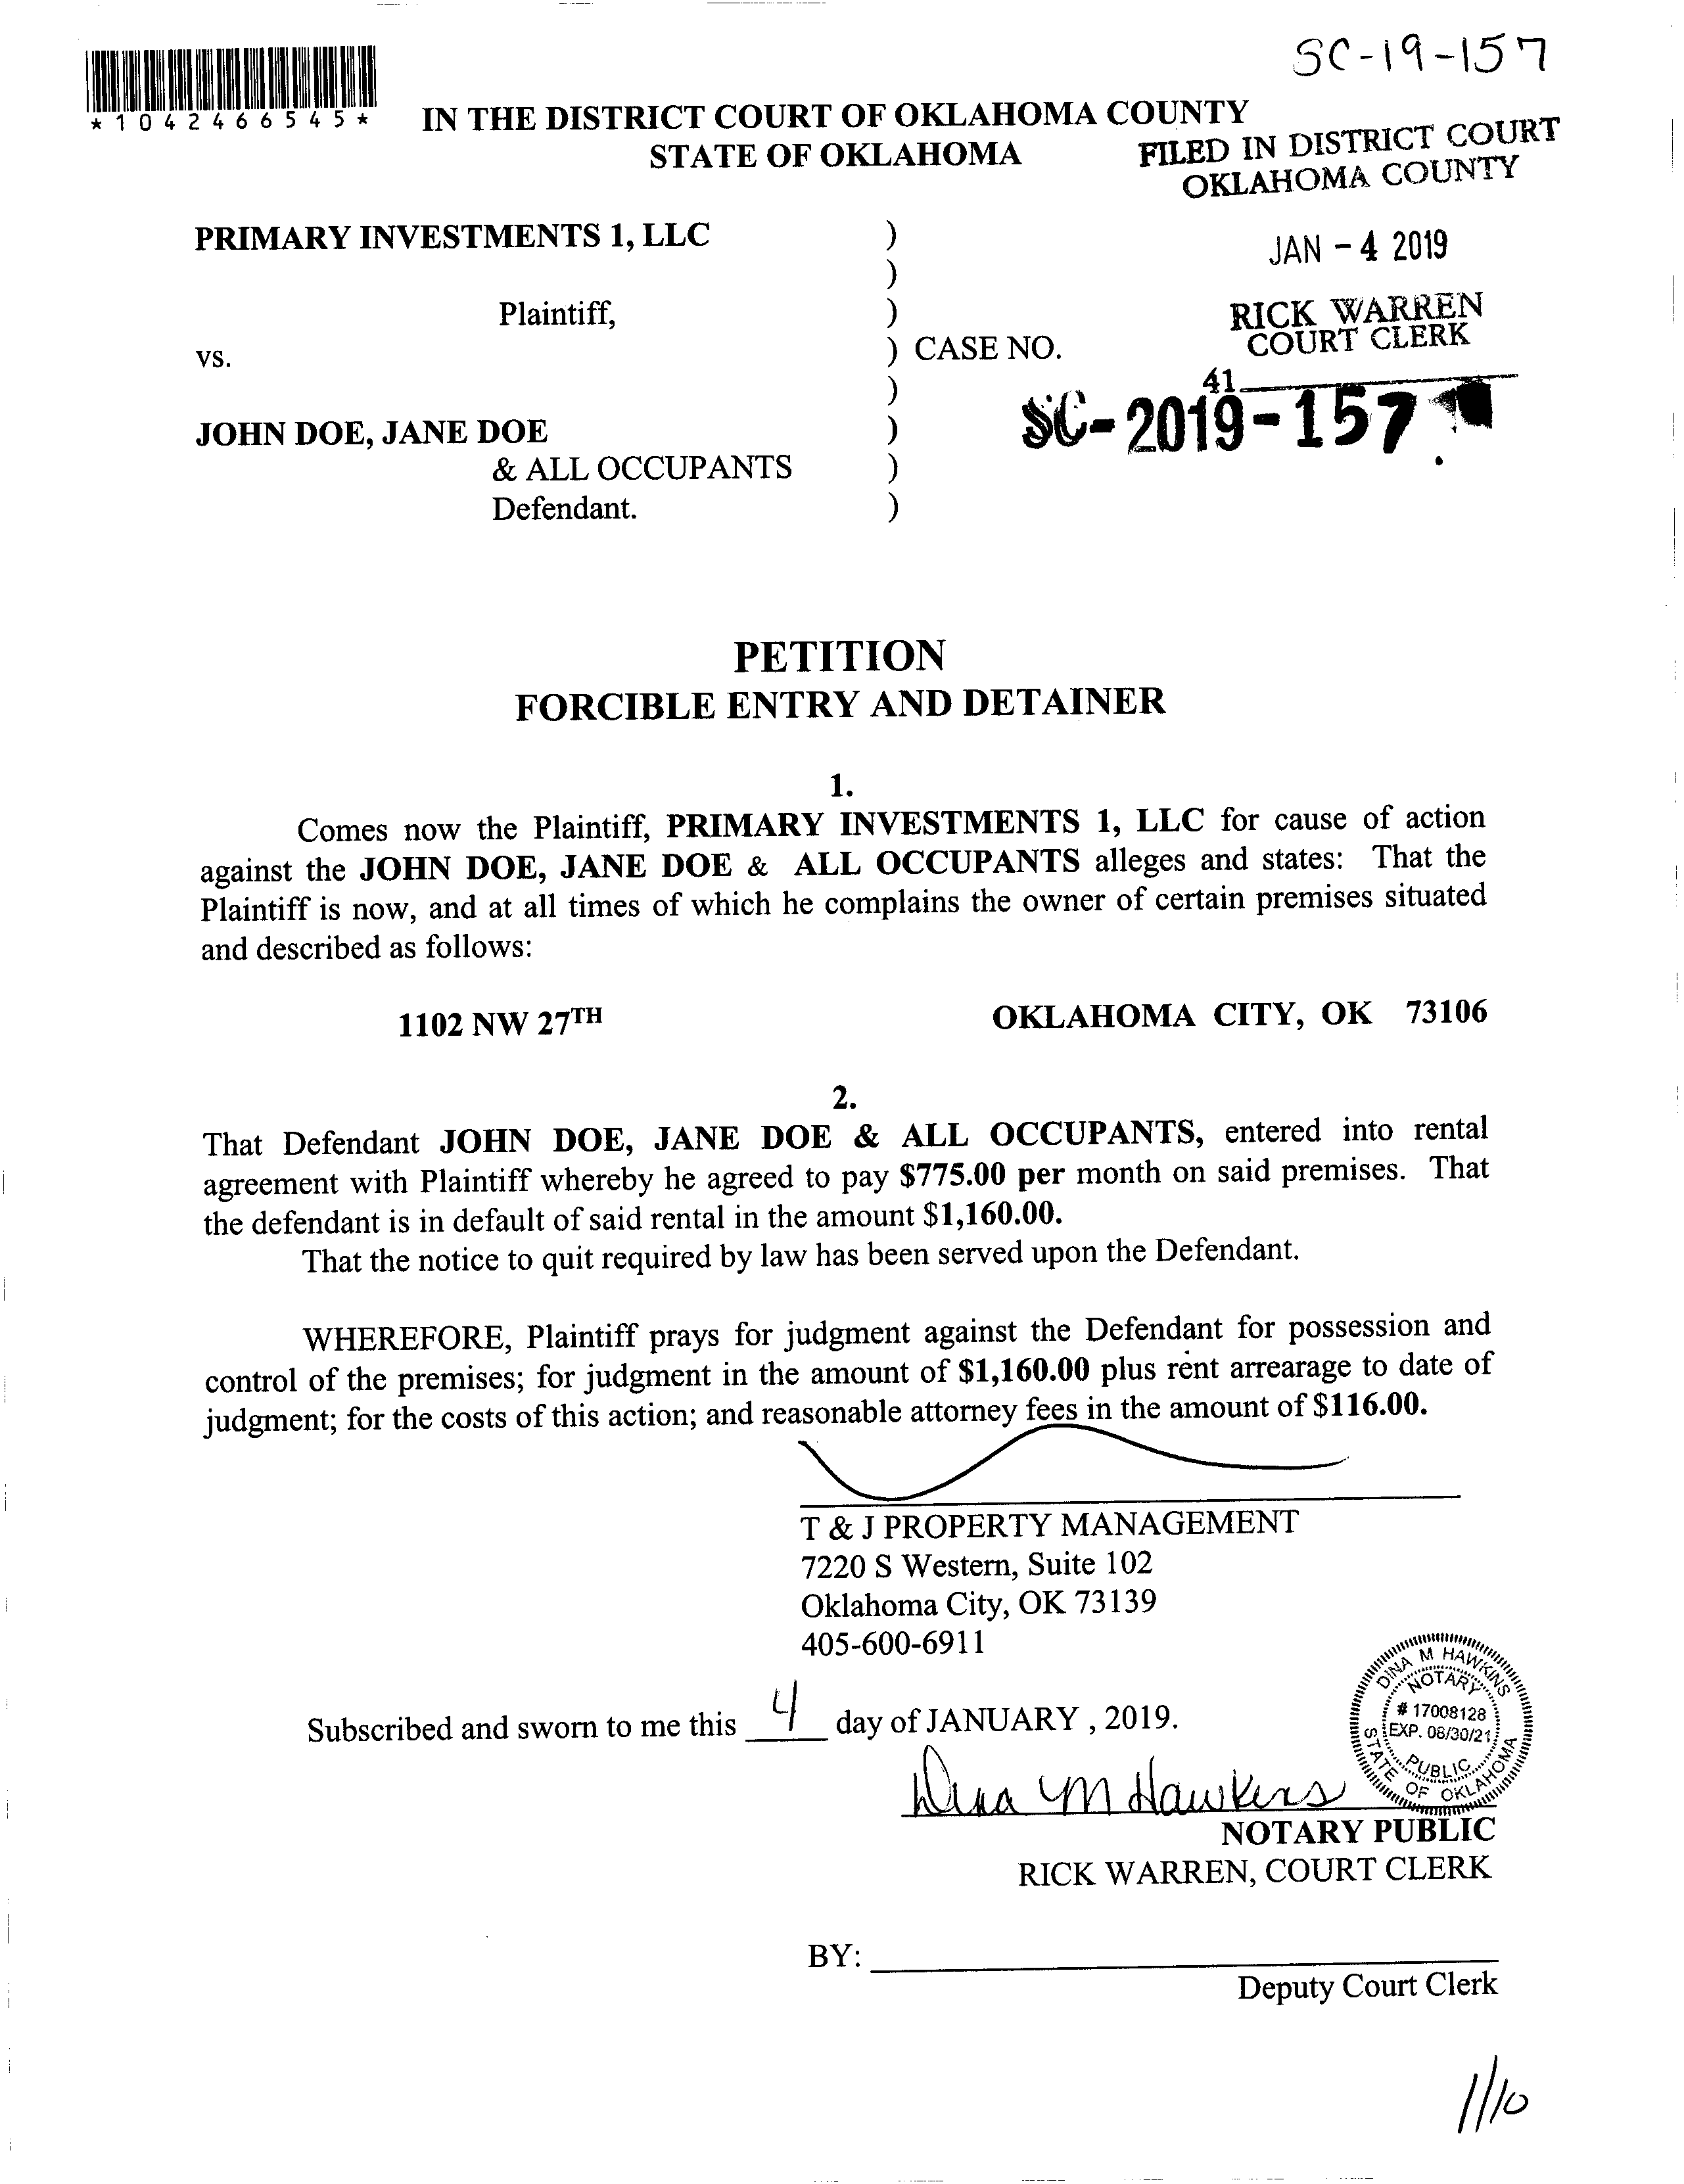 SC-19-157
*1042466545*
IN THE DISTRICT COURT OF OKLAHOMA COUNTY
STATE OF OKLAHOMA
FILED IN DISTRICT COURT
OKLAHOMA COUNTY
JAN - 4 2019
RICK WARREN
COURT CLERK
41
PRIMARY INVESTMENTS 1, LLC )
)
Plaintiff, )
vs. ) CASE NO.
)
SC-2019-157
JOHN DOE, JANE DOE )
& ALL OCCUPANTS )
Defendant. )
PETITION
FORCIBLE ENTRY AND DETAINER
1.
Comes now the Plaintiff, PRIMARY INVESTMENTS 1, LLC for cause of action
against the JOHN DOE, JANE DOE & ALL OCCUPANTS alleges and states: That the
Plaintiff is now, and at all times of which he complains the owner of certain premises situated
and described as follows:
1102 NW 27TH OKLAHOMA CITY, OK 73106
2.
That Defendant JOHN DOE, JANE DOE & ALL OCCUPANTS, entered into rental
agreement with Plaintiff whereby he agreed to pay $775.00 per month on said premises. That
the defendant is in default of said rental in the amount $1,160.00.
That the notice to quit required by law has been served upon the Defendant.
WHEREFORE, Plaintiff prays for judgment against the Defendant for possession and
control of the premises; for judgment in the amount of $1,160.00 plus rent arrearage to date of
judgment; for the costs of this action; and reasonable attorney fees in the amount of $116.00.
T & J PROPERTY MANAGEMENT
7220 S Western, Suite 102
Oklahoma City, OK 73139
405-600-6911
Subscribed and sworn to me this 4 day of JANUARY , 2019.
DINA M HAWKINS
NOTARY
# 17008128
EXP. 08/30/21
PUBLIC
STATE OF OKLAHOMA
Dina M Hawkins
NOTARY PUBLIC
RICK WARREN, COURT CLERK
BY:
Deputy Court Clerk
1/10